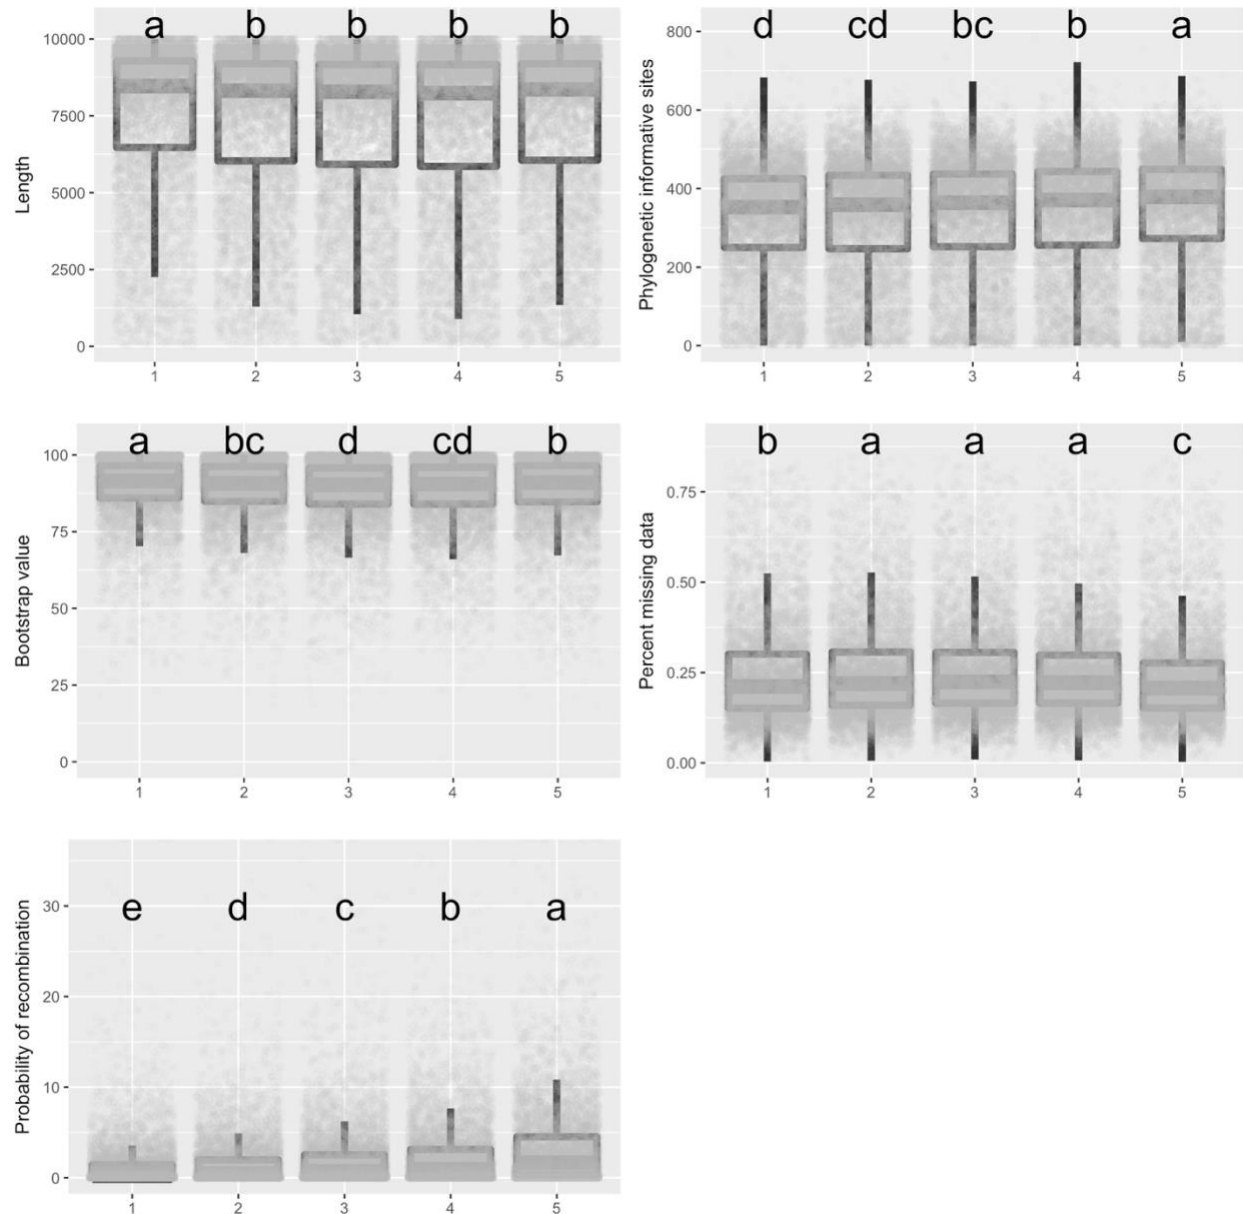 a b b b b
10000
7500
5000
2500
0
Length
1 2 3 4 5
d cd bc b a
800
600
400
200
0
Phylogenetic informative sites
1 2 3 4 5
a bc d cd b
100
75
50
25
0
Bootstrap value
1 2 3 4 5
b a a a c
0.75
0.50
0.25
0.00
Percent missing data
1 2 3 4 5
e d c b a
30
20
10
0
Probability of recombination
1 2 3 4 5